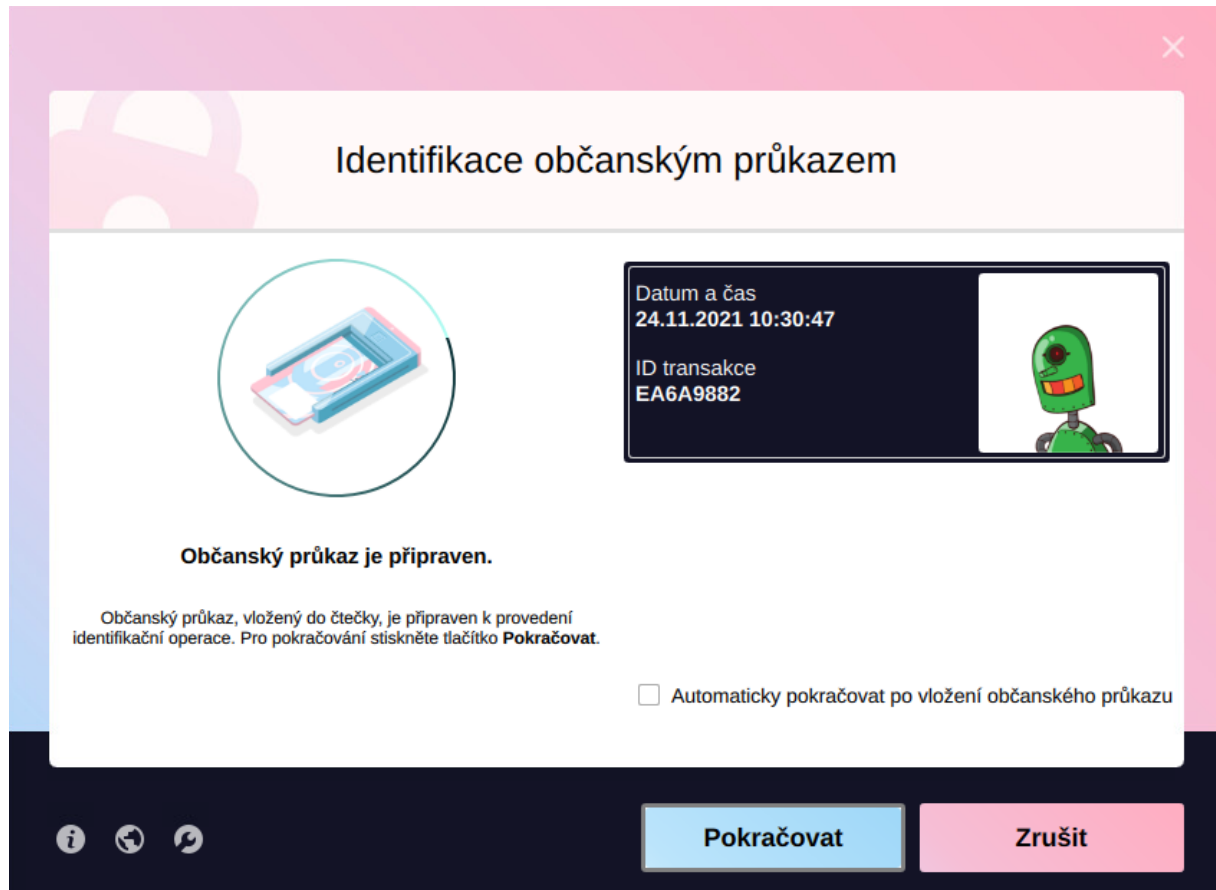 Identifikace občanským průkazem
Datum a čas
24.11.2021 10:30:47
ID transakce
EA6A9882
Občanský průkaz je připraven.
Občanský průkaz, vložený do čtečky, je připraven k provedení
identifikační operace. Pro pokračování stiskněte tlačítko Pokračovat.
Automaticky pokračovat po vložení občanského průkazu
Pokračovat
Zrušit